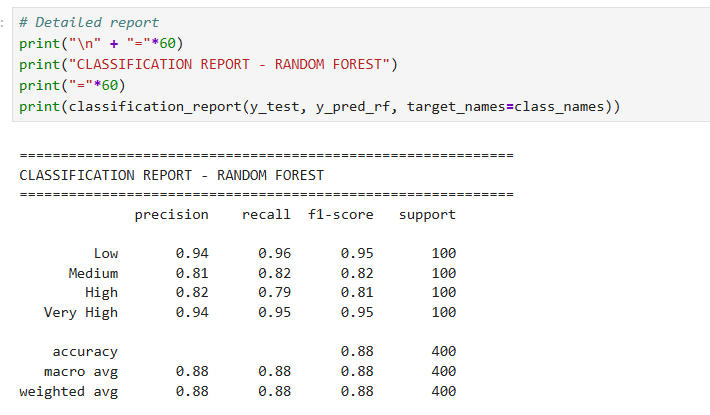 # Detailed report
print("\n" + "="*60)
print("CLASSIFICATION REPORT - RANDOM FOREST")
print("="*60)
print(classification_report(y_test, y_pred_rf, target_names=class_names))
============================================================
CLASSIFICATION REPORT - RANDOM FOREST
============================================================
precision recall f1-score support
Low 0.94 0.96 0.95 100
Medium 0.81 0.82 0.82 100
High 0.82 0.79 0.81 100
Very High 0.94 0.95 0.95 100
accuracy 0.88 400
macro avg 0.88 0.88 0.88 400
weighted avg 0.88 0.88 0.88 400